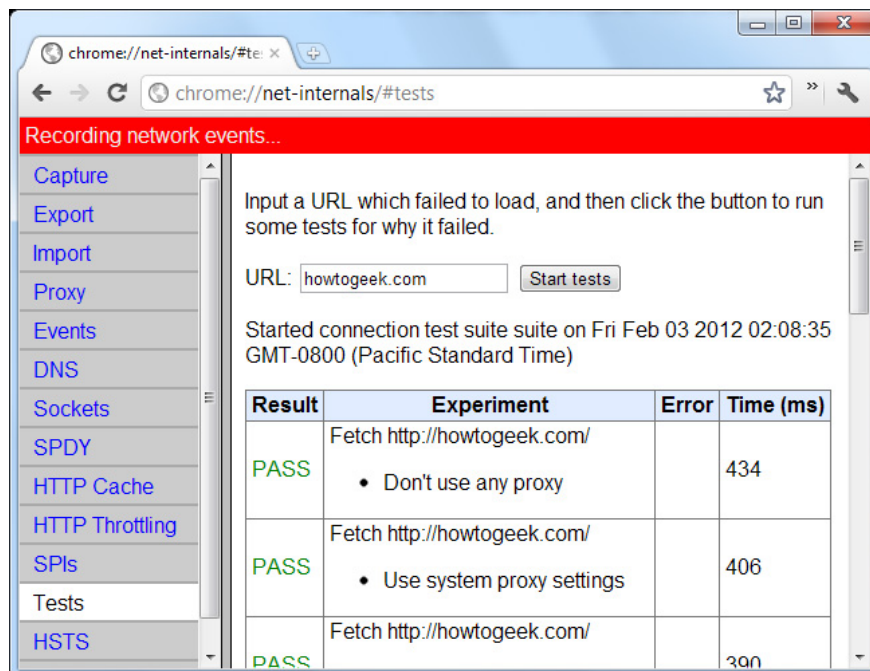 chrome://net-internals/#te
chrome://net-internals/#tests
Recording network events...
Capture
Export
Import
Proxy
Events
DNS
Sockets
SPDY
HTTP Cache
HTTP Throttling
SPIs
Tests
HSTS
Input a URL which failed to load, and then click the button to run
some tests for why it failed.
URL: howtogeek.com Start tests
Started connection test suite suite on Fri Feb 03 2012 02:08:35
GMT-0800 (Pacific Standard Time)
Result Experiment Error Time (ms)
Fetch http://howtogeek.com/
PASS • Don't use any proxy 434
Fetch http://howtogeek.com/
PASS • Use system proxy settings 406
Fetch http://howtogeek.com/
PASS 390